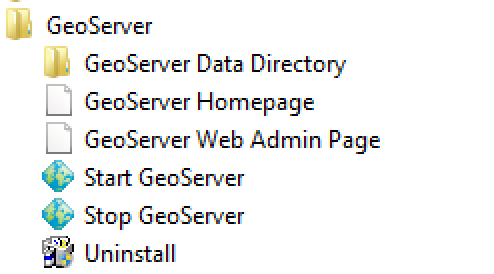 GeoServer
GeoServer Data Directory
GeoServer Homepage
GeoServer Web Admin Page
Start GeoServer
Stop GeoServer
Uninstall